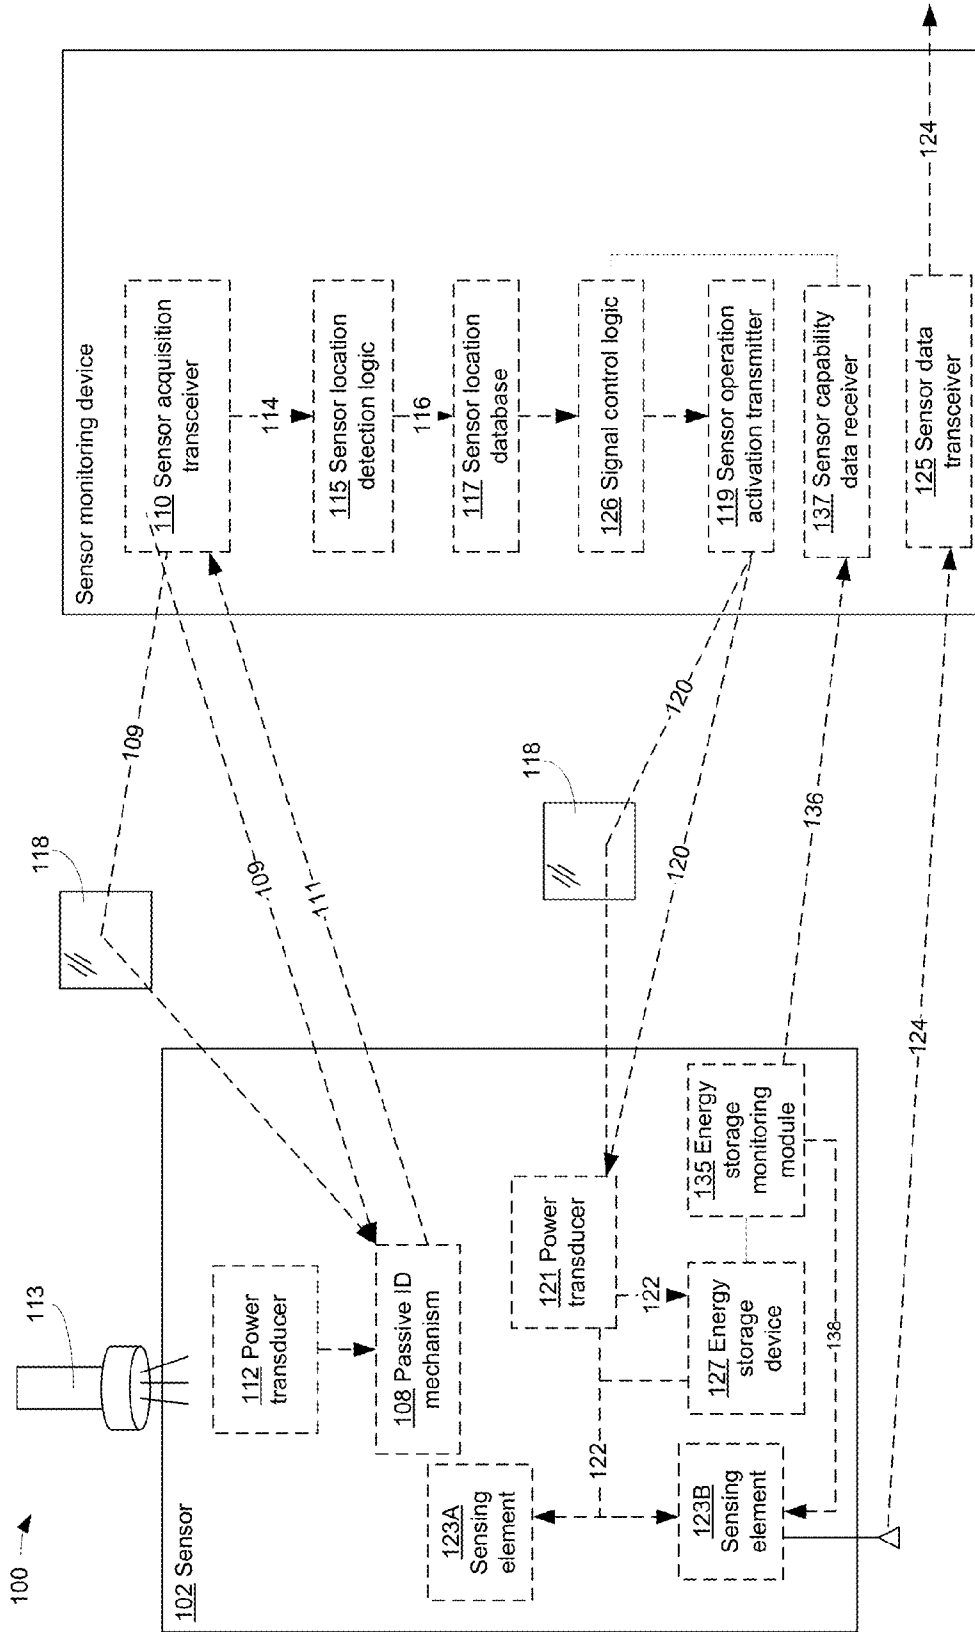 100
113
102 Sensor
112 Power
transducer
108 Passive ID
mechanism
123A
Sensing
element
122
123B
Sensing
element
121 Power
transducer
122
127 Energy
storage
device
135 Energy
storage
monitoring
module
138
118
109
109
111
118
120
120
136
124
Sensor monitoring device
110 Sensor acquisition
transceiver
114
115 Sensor location
detection logic
116
117 Sensor location
database
126 Signal control logic
119 Sensor operation
activation transmitter
137 Sensor capability
data receiver
125 Sensor data
transceiver
124